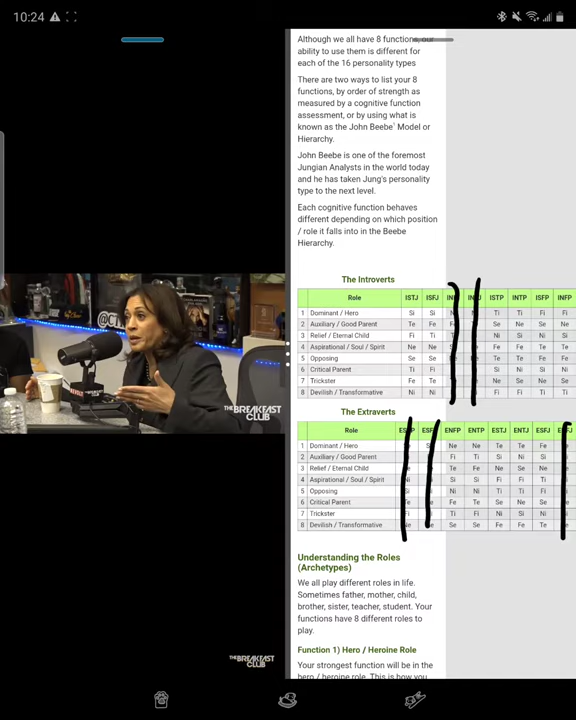 10:24
Although we all have 8 functions, our
ability to use them is different for
each of the 16 personality types
There are two ways to list your 8
functions, by order of strength as
measured by a cognitive function
assessment, or by using what is
known as the John Beebe` Model or
Hierarchy.
John Beebe is one of the foremost
Jungian Analysts in the world today
and he has taken Jung's personality
type to the next level.
Each cognitive function behaves
different depending on which position
/ role it falls into in the Beebe
Hierarchy.
The Introverts
Role ISTJ ISFJ ISTP INTP ISFP INFP
1 Dominant / Hero Si Si Ti Ti Fi Fi
2 Auxiliary / Good Parent Te Fe Se Ne Se Ne
3 Relief / Eternal Child Fi Ti Ni Si Ni Si
4 Aspirational / Soul / Spirit Ne Ne Fe Fe Te Te
5 Opposing Se Se Te Te Fe Fe
6 Critical Parent Ti Fi Si Ni Si Ni
7 Trickster Fe Te Ne Se Ne Se
8 Devilish / Transformative Ni Ni Fi Fi Ti Ti
The Extraverts
Role ENFP ENTP ESTJ ENTJ ESFJ
1 Dominant / Hero Ne Ne Te Te Fe
2 Auxiliary / Good Parent Fi Ti Si Ni Si
3 Relief / Eternal Child Te Fe Ne Se Ne
4 Aspirational / Soul / Spirit Si Si Fi Fi Ti
5 Opposing Ni Ni Ti Ti Fi
6 Critical Parent Fe Te Se Ne Se
7 Trickster Ti Fi Ni Si Ni
8 Devilish / Transformative Se Se Fe Fe Te
Understanding the Roles
(Archetypes)
We all play different roles in life.
Sometimes father, mother, child,
brother, sister, teacher, student. Your
functions have 8 different roles to
play.
Function 1) Hero / Heroine Role
Your strongest function will be in the
hero / heroine role. This is how you
THE BREAKFAST
CLUB
THE BREAKFAST
CLUB